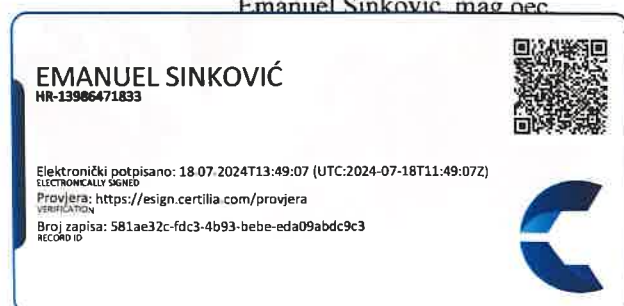 Emanuel Sinković, mag oec
EMANUEL SINKOVIĆ
HR-13986471833
Elektronički potpisano: 18-07-2024T13:49:07 (UTC:2024-07-18T11:49:07Z)
ELECTRONICALLY SIGNED
Provjera: https://esign.certilia.com/provjera
VERIFICATION
Broj zapisa: 581ae32c-fdc3-4b93-bebe-eda09abdc9c3
RECORD ID